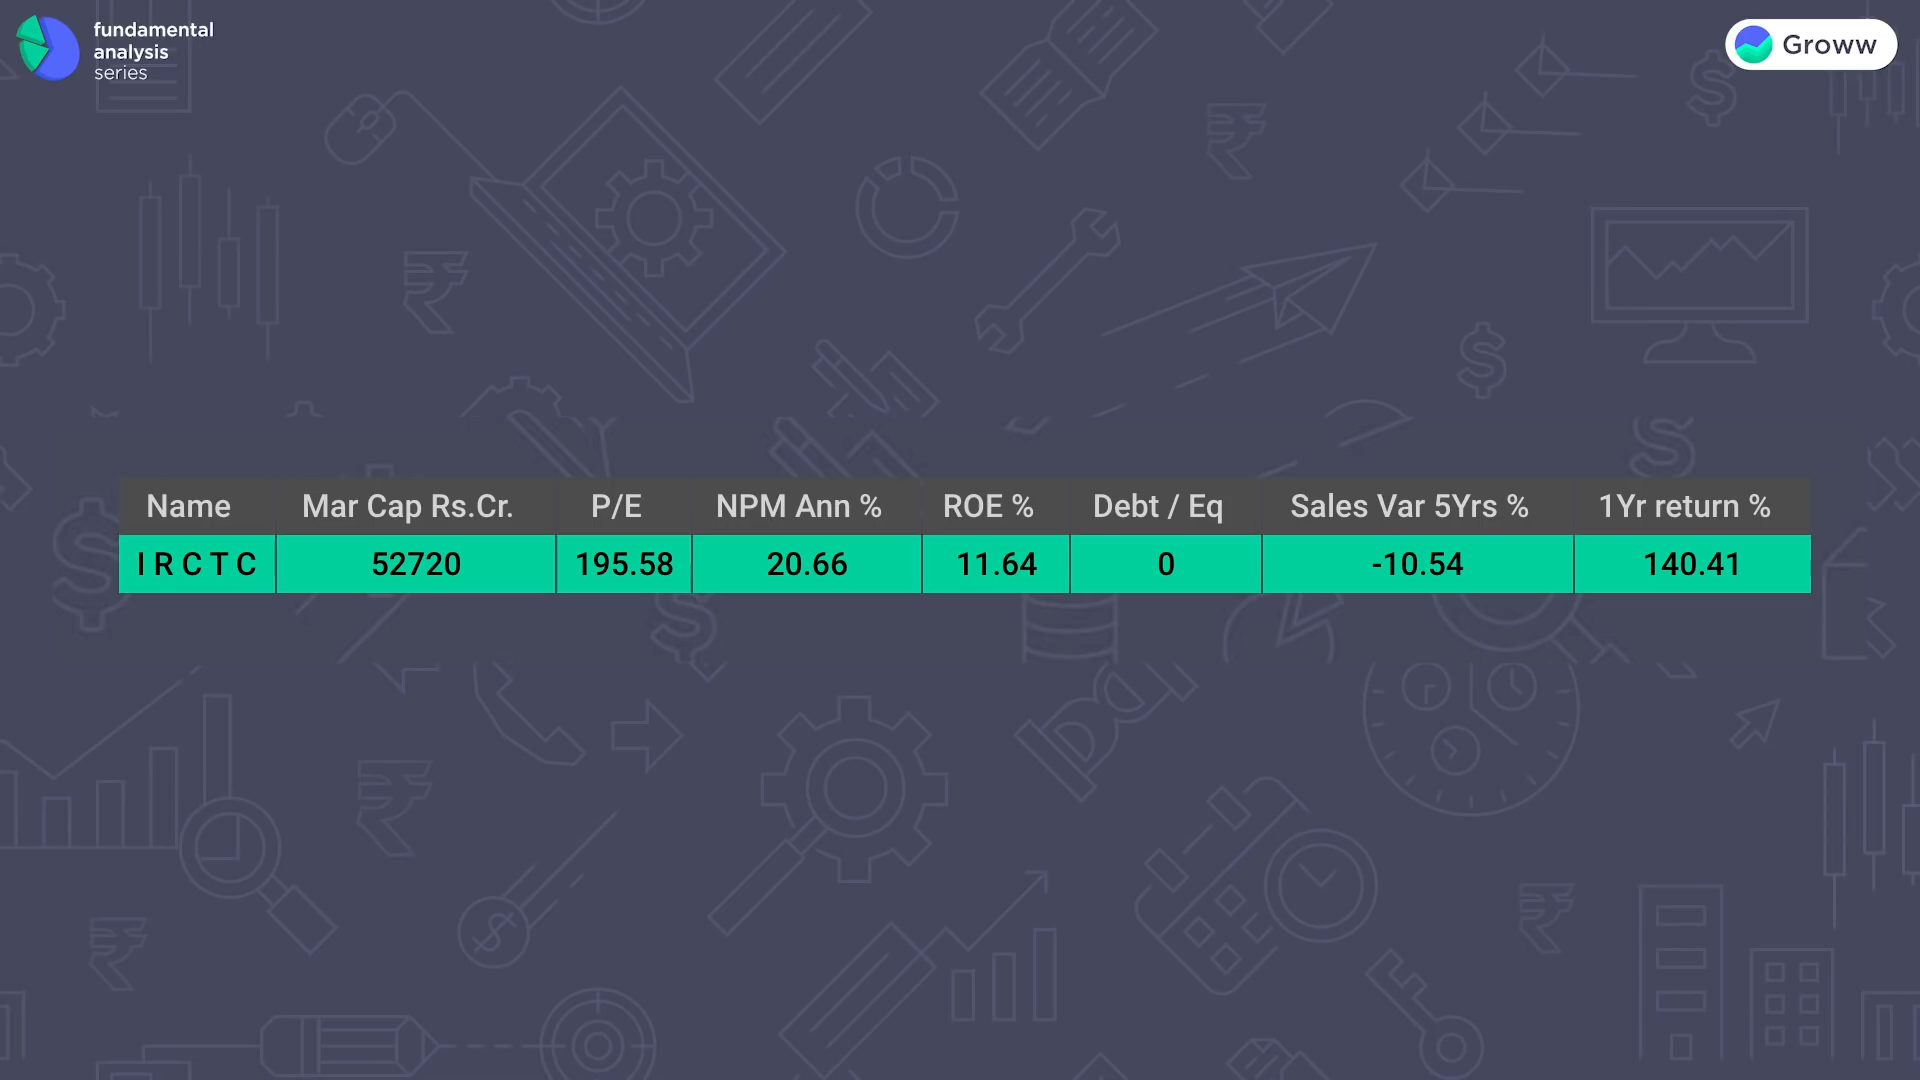 fundamental
analysis
series
Groww
Name Mar Cap Rs.Cr. P/E NPM Ann % ROE % Debt / Eq Sales Var 5Yrs % 1Yr return %
I R C T C 52720 195.58 20.66 11.64 0 -10.54 140.41